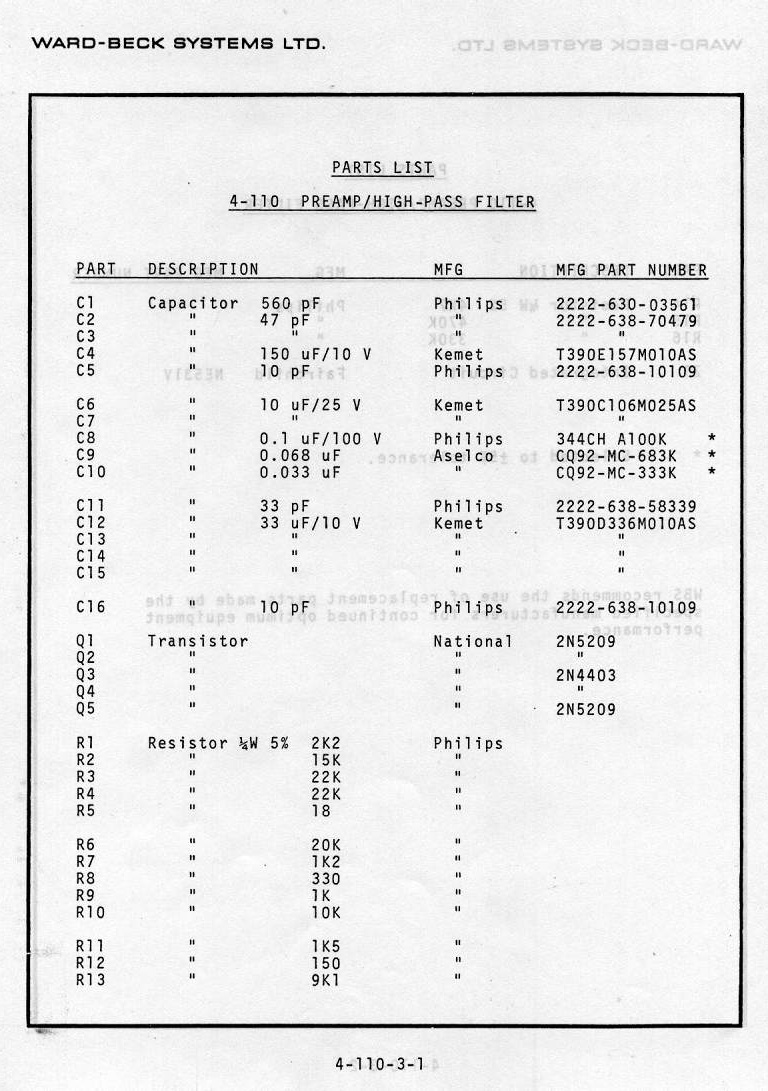 WARD-BECK SYSTEMS LTD.
PARTS LIST
4-110 PREAMP/HIGH-PASS FILTER
PART DESCRIPTION MFG MFG PART NUMBER
C1 Capacitor 560 pF Philips 2222-630-03561
C2 " 47 pF " 2222-638-70479
C3 " " " "
C4 " 150 uF/10 V Kemet T390E157M010AS
C5 " 10 pF Philips 2222-638-10109
C6 " 10 uF/25 V Kemet T390C106M025AS
C7 " " " "
C8 " 0.1 uF/100 V Philips 344CH A100K *
C9 " 0.068 uF Aselco CQ92-MC-683K *
C10 " 0.033 uF " CQ92-MC-333K *
C11 " 33 pF Philips 2222-638-58339
C12 " 33 uF/10 V Kemet T390D336M010AS
C13 " " " "
C14 " " " "
C15 " " " "
C16 " 10 pF Philips 2222-638-10109
Q1 Transistor National 2N5209
Q2 " " "
Q3 " " 2N4403
Q4 " " "
Q5 " " 2N5209
R1 Resistor ¼W 5% 2K2 Philips
R2 " 15K "
R3 " 22K "
R4 " 22K "
R5 " 18 "
R6 " 20K "
R7 " 1K2 "
R8 " 330 "
R9 " 1K "
R10 " 10K "
R11 " 1K5 "
R12 " 150 "
R13 " 9K1 "
4-110-3-1